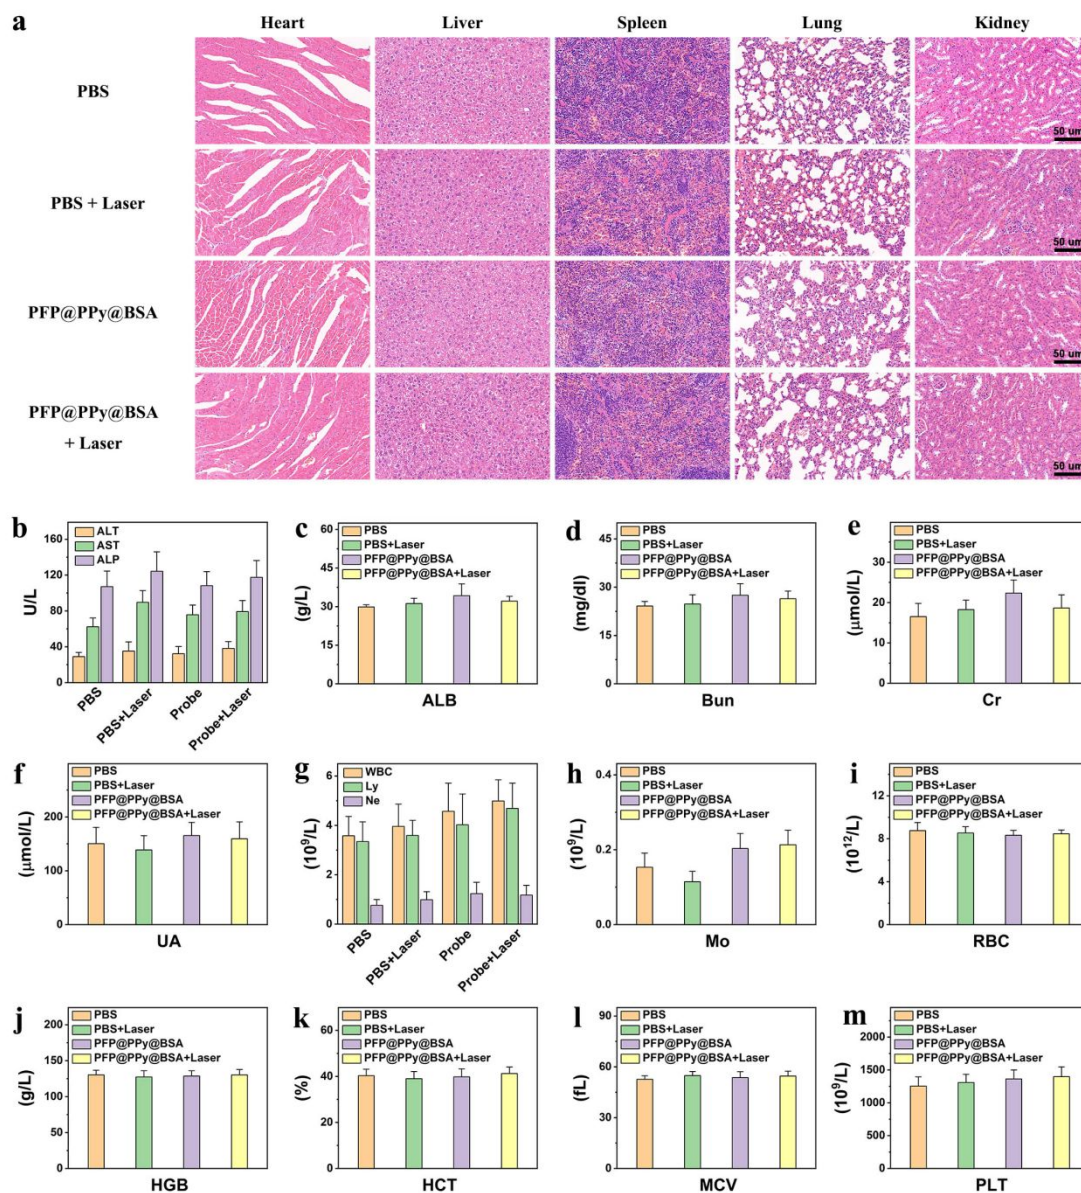 a
Heart Liver Spleen Lung Kidney
PBS
50 um
PBS + Laser
50 um
PFP@PPy@BSA
50 um
PFP@PPy@BSA
+ Laser
50 um
b
ALT
AST
ALP
160
120
80
40
0
U/L
PBS
PBS+Laser
Probe
Probe+Laser
c
PBS
PBS+Laser
PFP@PPy@BSA
PFP@PPy@BSA+Laser
60
45
30
15
0
(g/L)
ALB
d
PBS
PBS+Laser
PFP@PPy@BSA
PFP@PPy@BSA+Laser
45
30
15
0
(mg/dl)
Bun
e
PBS
PBS+Laser
PFP@PPy@BSA
PFP@PPy@BSA+Laser
30
20
10
0
(μmol/L)
Cr
f
PBS
PBS+Laser
PFP@PPy@BSA
PFP@PPy@BSA+Laser
200
100
0
(μmol/L)
UA
g
WBC
Ly
Ne
6
4
2
0
(10⁹/L)
PBS
PBS+Laser
Probe
Probe+Laser
h
PBS
PBS+Laser
PFP@PPy@BSA
PFP@PPy@BSA+Laser
0.4
0.2
0.0
(10⁹/L)
Mo
i
PBS
PBS+Laser
PFP@PPy@BSA
PFP@PPy@BSA+Laser
12
8
4
0
(10¹²/L)
RBC
j
PBS
PBS+Laser
PFP@PPy@BSA
PFP@PPy@BSA+Laser
200
150
100
50
0
(g/L)
HGB
k
PBS
PBS+Laser
PFP@PPy@BSA
PFP@PPy@BSA+Laser
60
40
20
0
(%)
HCT
l
PBS
PBS+Laser
PFP@PPy@BSA
PFP@PPy@BSA+Laser
90
60
30
0
(fL)
MCV
m
PBS
PBS+Laser
PFP@PPy@BSA
PFP@PPy@BSA+Laser
2250
1500
750
0
(10⁹/L)
PLT